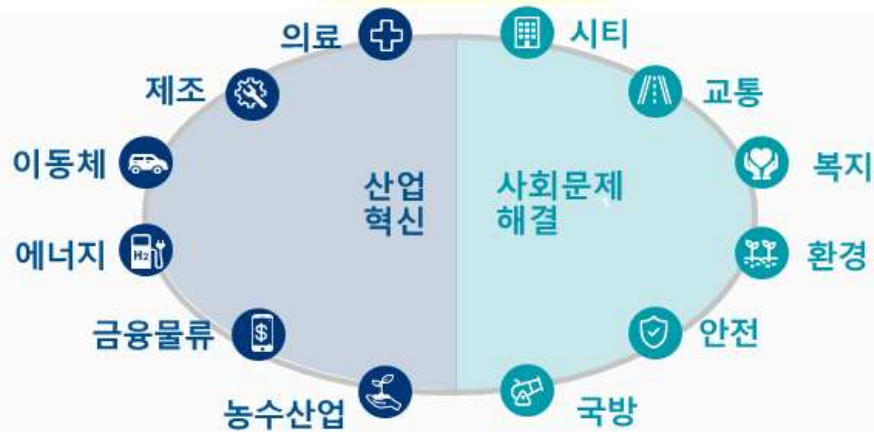 의료
시티
제조
교통
이동체
복지
산업
혁신
사회문제
해결
에너지
H2
환경
금융물류
$
안전
농수산업
국방